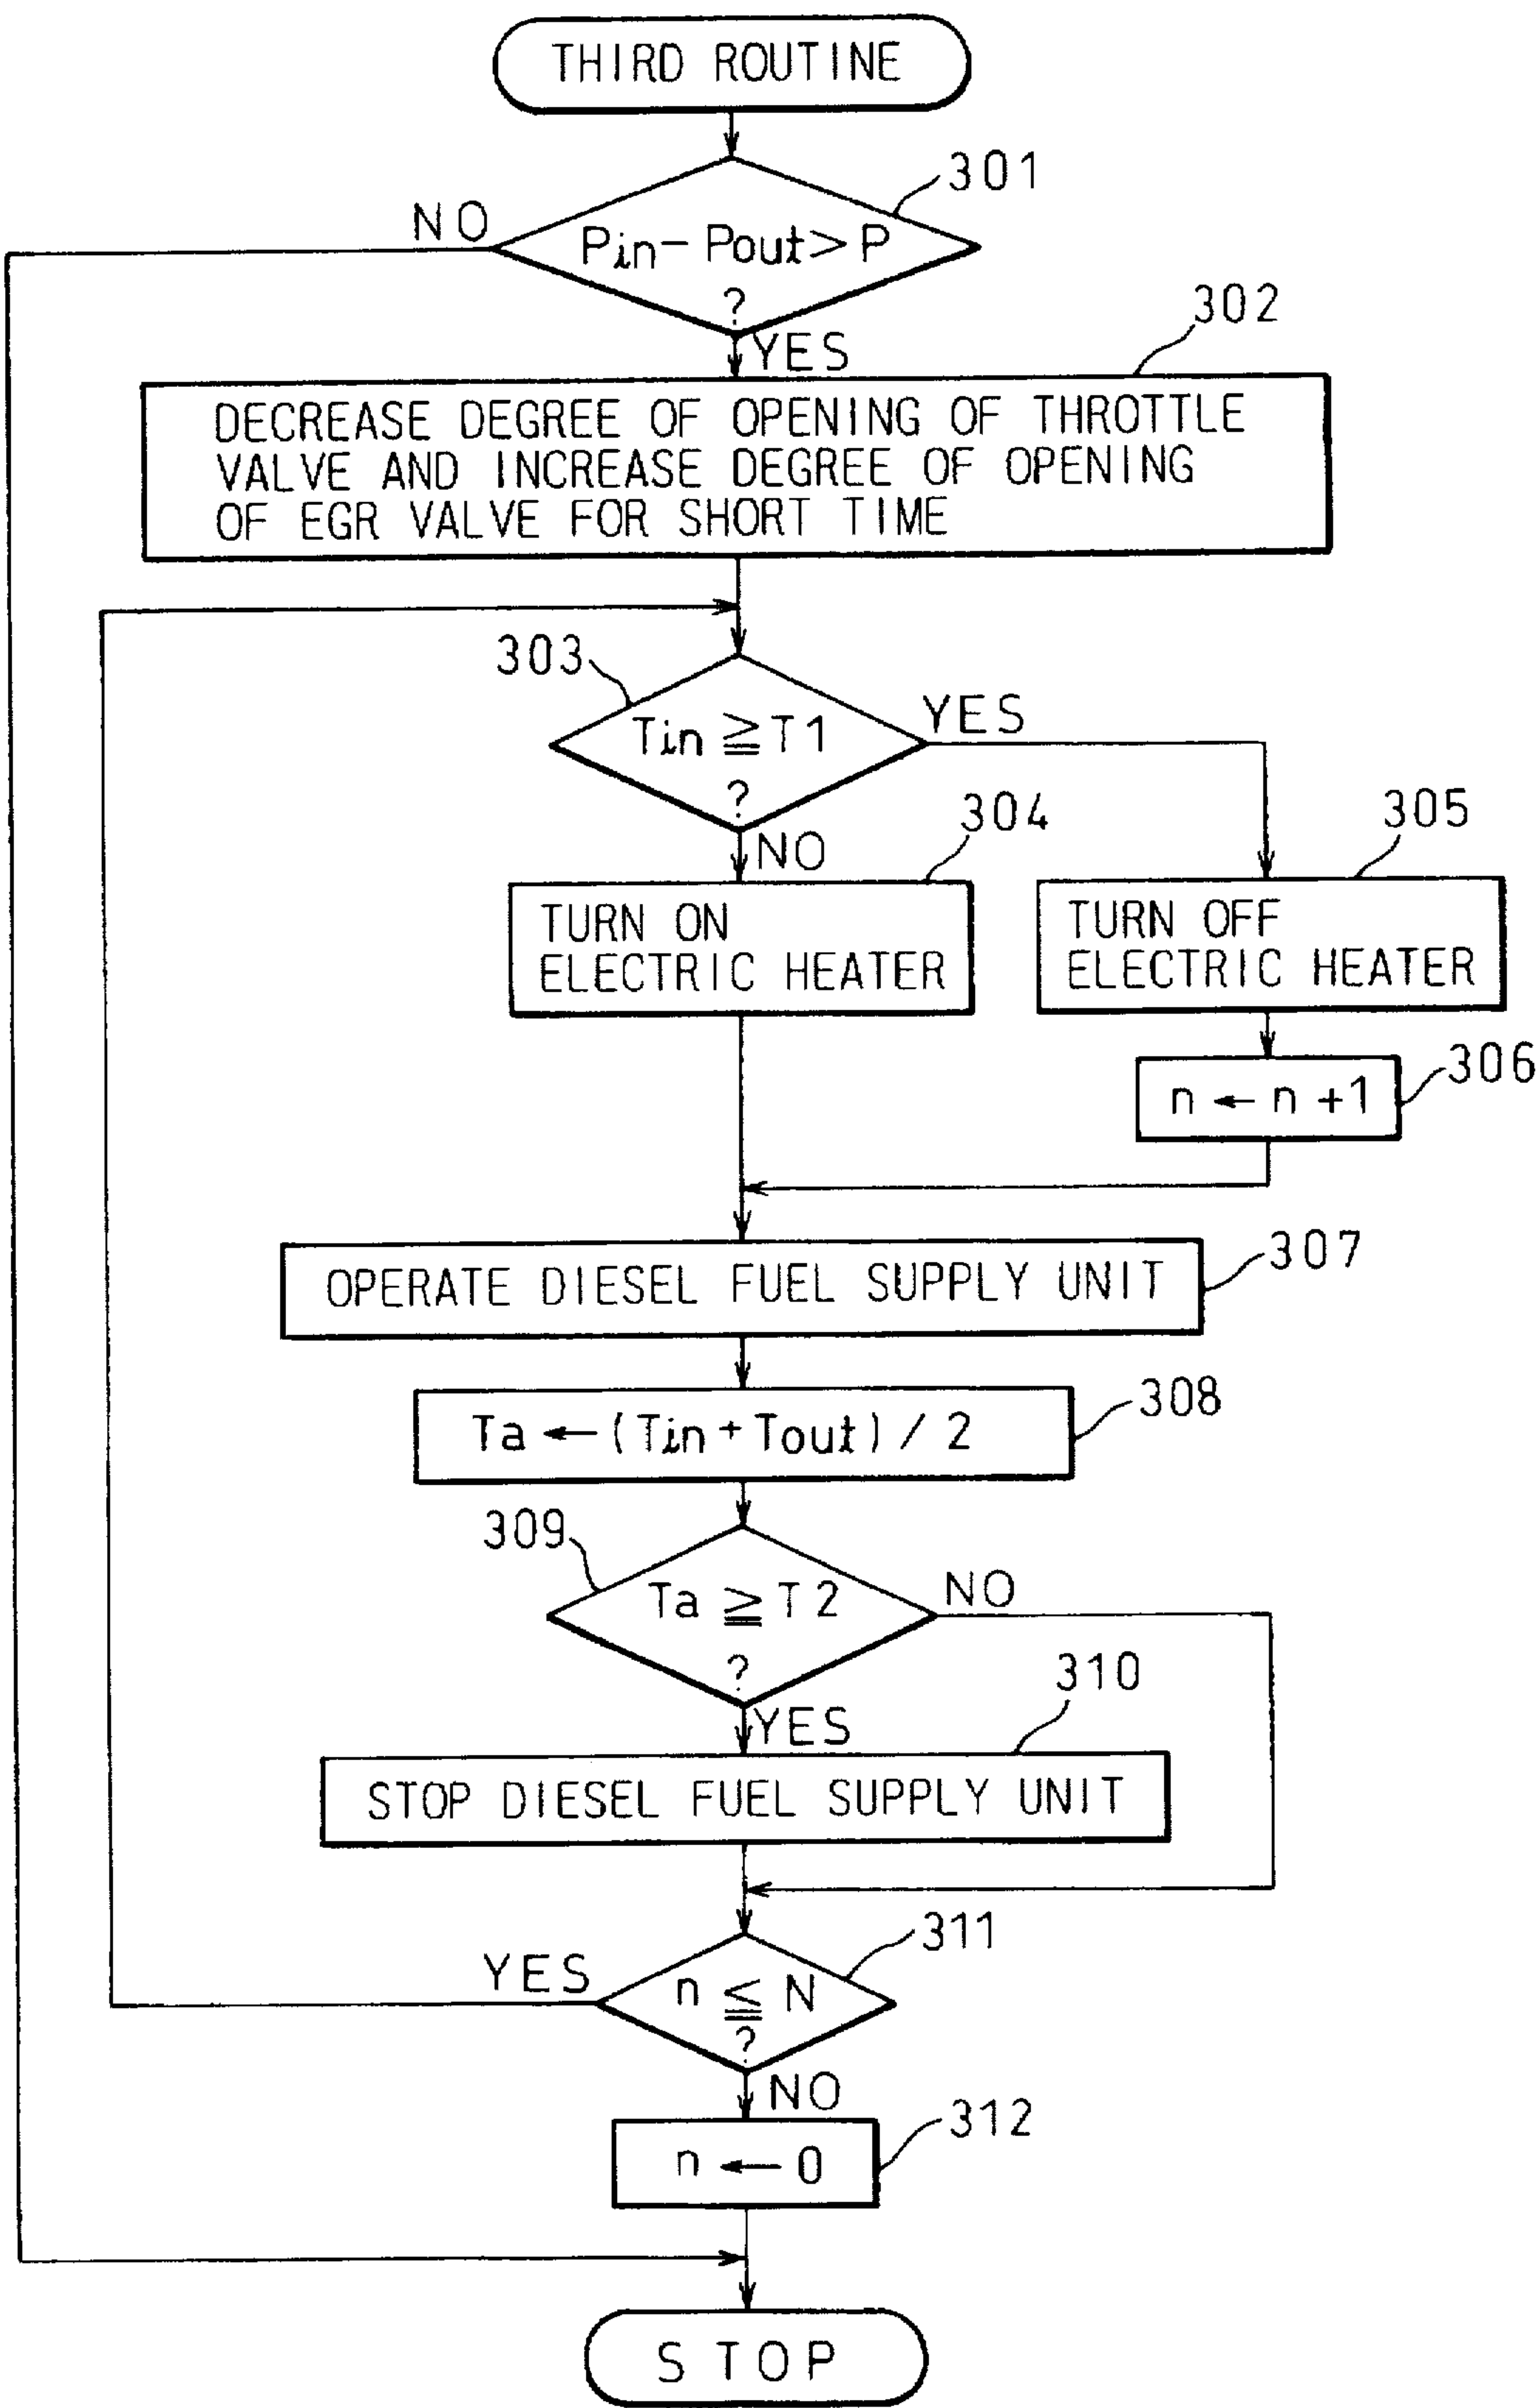 THIRD ROUTINE
301
NO
Pin-Pout>P
?
302
YES
DECREASE DEGREE OF OPENING OF THROTTLE
VALVE AND INCREASE DEGREE OF OPENING
OF EGR VALVE FOR SHORT TIME
303
Tin ≧ T1
YES
?
NO
304
305
TURN ON
ELECTRIC HEATER
TURN OFF
ELECTRIC HEATER
306
n ← n +1
307
OPERATE DIESEL FUEL SUPPLY UNIT
308
Ta ← (Tin + Tout) / 2
309
Ta ≧ T2
NO
?
310
YES
STOP DIESEL FUEL SUPPLY UNIT
311
YES
n ≦ N
?
NO
312
n ← 0
STOP